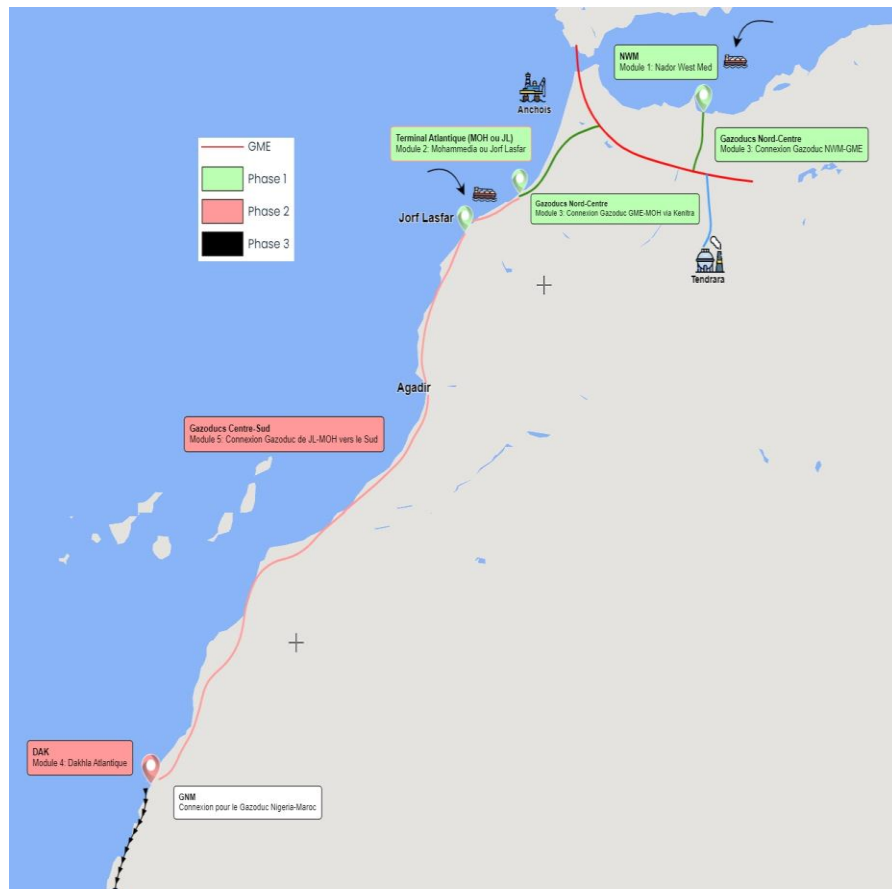 NWM
Module 1: Nador West Med
Anchois
Terminal Atlantique (MOH ou JL)
Module 2: Mohammedia ou Jorf Lasfar
Gazoducs Nord-Centre
Module 3: Connexion Gazoduc NWM-GME
GME
Phase 1
Phase 2
Phase 3
Gazoducs Nord-Centre
Module 3: Connexion Gazoduc GME-MOH via Kenitra
Jorf Lasfar
Tendrara
Agadir
Gazoducs Centre-Sud
Module 5: Connexion Gazoduc de JL-MOH vers le Sud
DAK
Module 4: Dakhla Atlantique
GNM
Connexion pour le Gazoduc Nigeria-Maroc